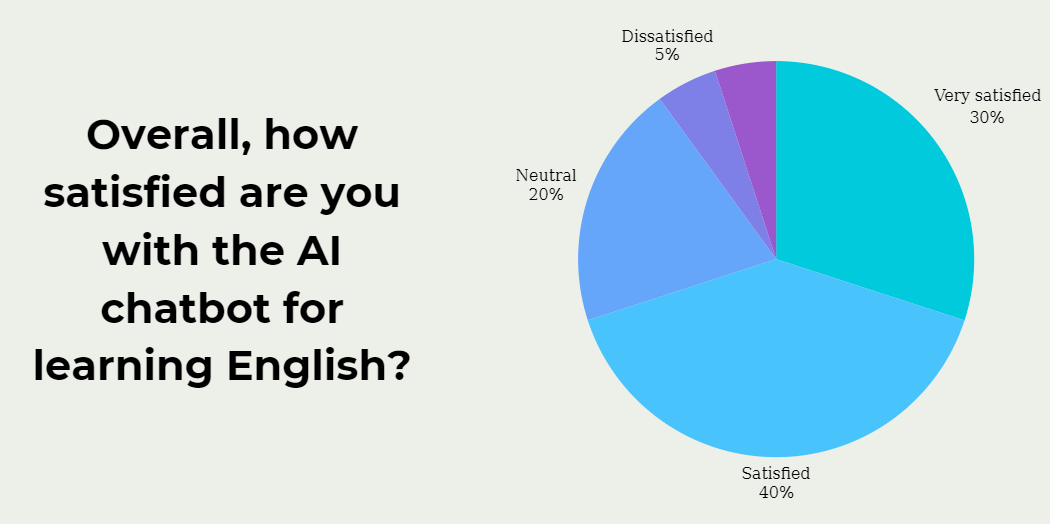 Overall, how
satisfied are you
with the AI
chatbot for
learning English?
Dissatisfied
5%
Very satisfied
30%
Neutral
20%
Satisfied
40%